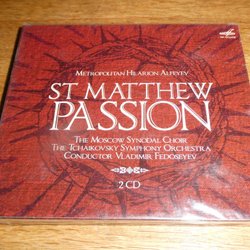 Metropolitan Hilarion Alfeyev
ST MATTHEW
PASSION
The Moscow Synodal Choir
The Tchaikovsky Symphony Orchestra
Conductor Vladimir Fedoseyev
2 CD